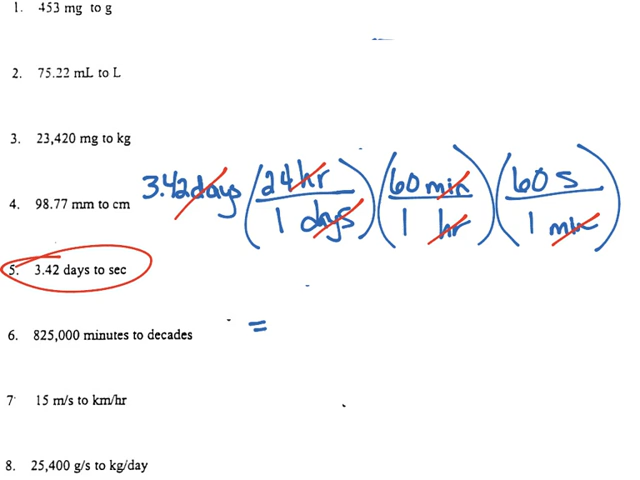 1. 453 mg to g
2. 75.22 mL to L
3. 23,420 mg to kg
4. 98.77 mm to cm
3.42 days (24 hr / 1 days) (60 min / 1 hr) (60 s / 1 min)
5. 3.42 days to sec
=
6. 825,000 minutes to decades
7 15 m/s to km/hr
8. 25,400 g/s to kg/day